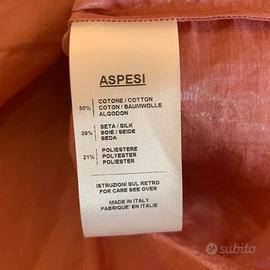 ASPESI
50% COTONE / COTTON
COTON / BAUMWOLLE
ALGODON
29% SETA / SILK
SOIE / SEIDE
SEDA
21% POLIESTERE
POLYESTER
POLIESTER
ISTRUZIONI SUL RETRO
FOR CARE SEE OVER
MADE IN ITALY
FABRIQUE' EN ITALIE
subito